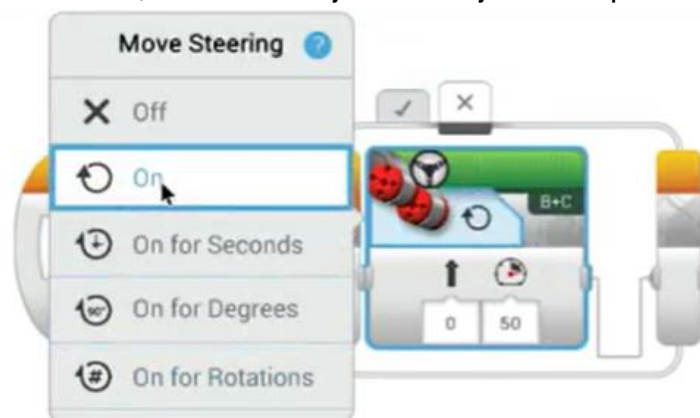 Move Steering ?
Off
On
On for Seconds
On for Degrees
On for Rotations
B+C
0 50